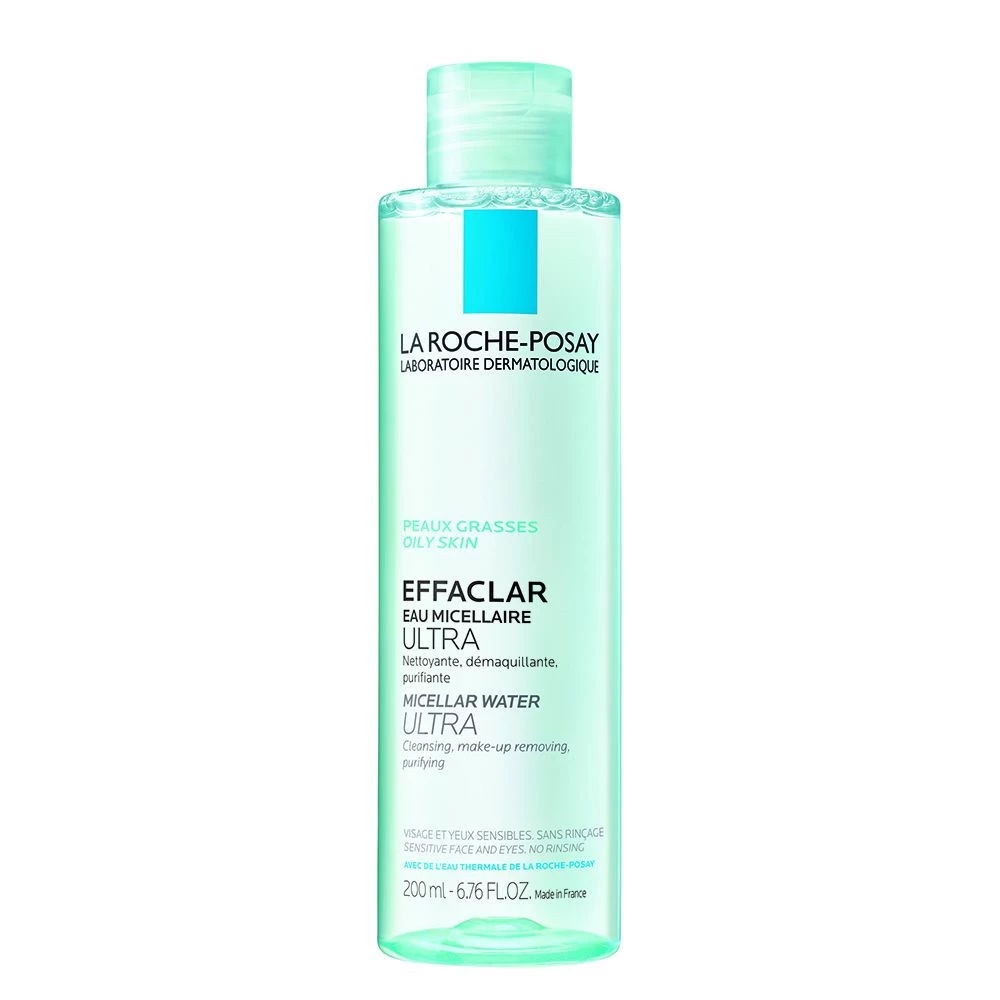 LA ROCHE-POSAY
LABORATOIRE DERMATOLOGIQUE
PEAUX GRASSES
OILY SKIN
EFFACLAR
EAU MICELLAIRE
ULTRA
Nettoyante, démaquillante,
purifiante
MICELLAR WATER
ULTRA
Cleansing, make-up removing,
purifying
VISAGE ET YEUX SENSIBLES. SANS RINÇAGE
SENSITIVE FACE AND EYES, NO RINSING
AVEC DE L'EAU THERMALE DE LA ROCHE-POSAY
200 ml - 6.76 FL.OZ. Made in France